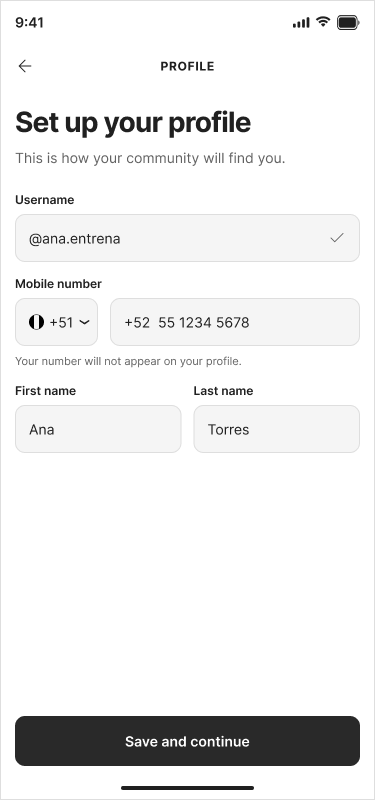 9:41
PROFILE
Set up your profile
This is how your community will find you.
Username
@ana.entrena
Mobile number
+51 +52 55 1234 5678
Your number will not appear on your profile.
First name Last name
Ana Torres
Save and continue